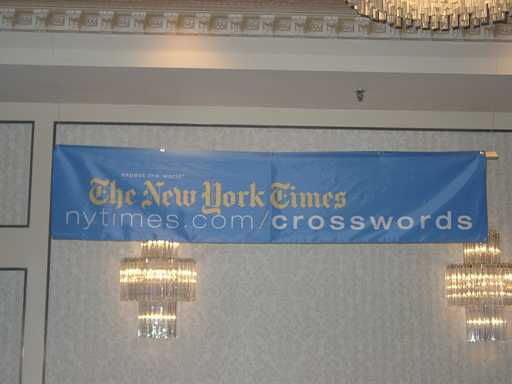 expect the world®
The New York Times
nytimes.com/crosswords